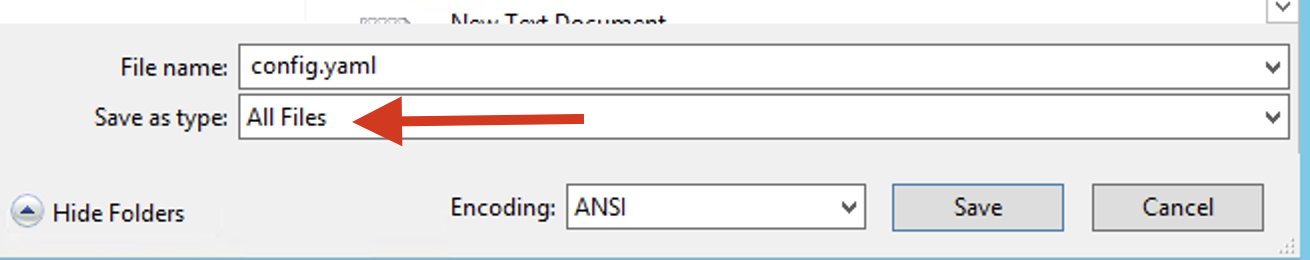 New Text Document
File name: config.yaml
Save as type: All Files
Hide Folders Encoding: ANSI Save Cancel